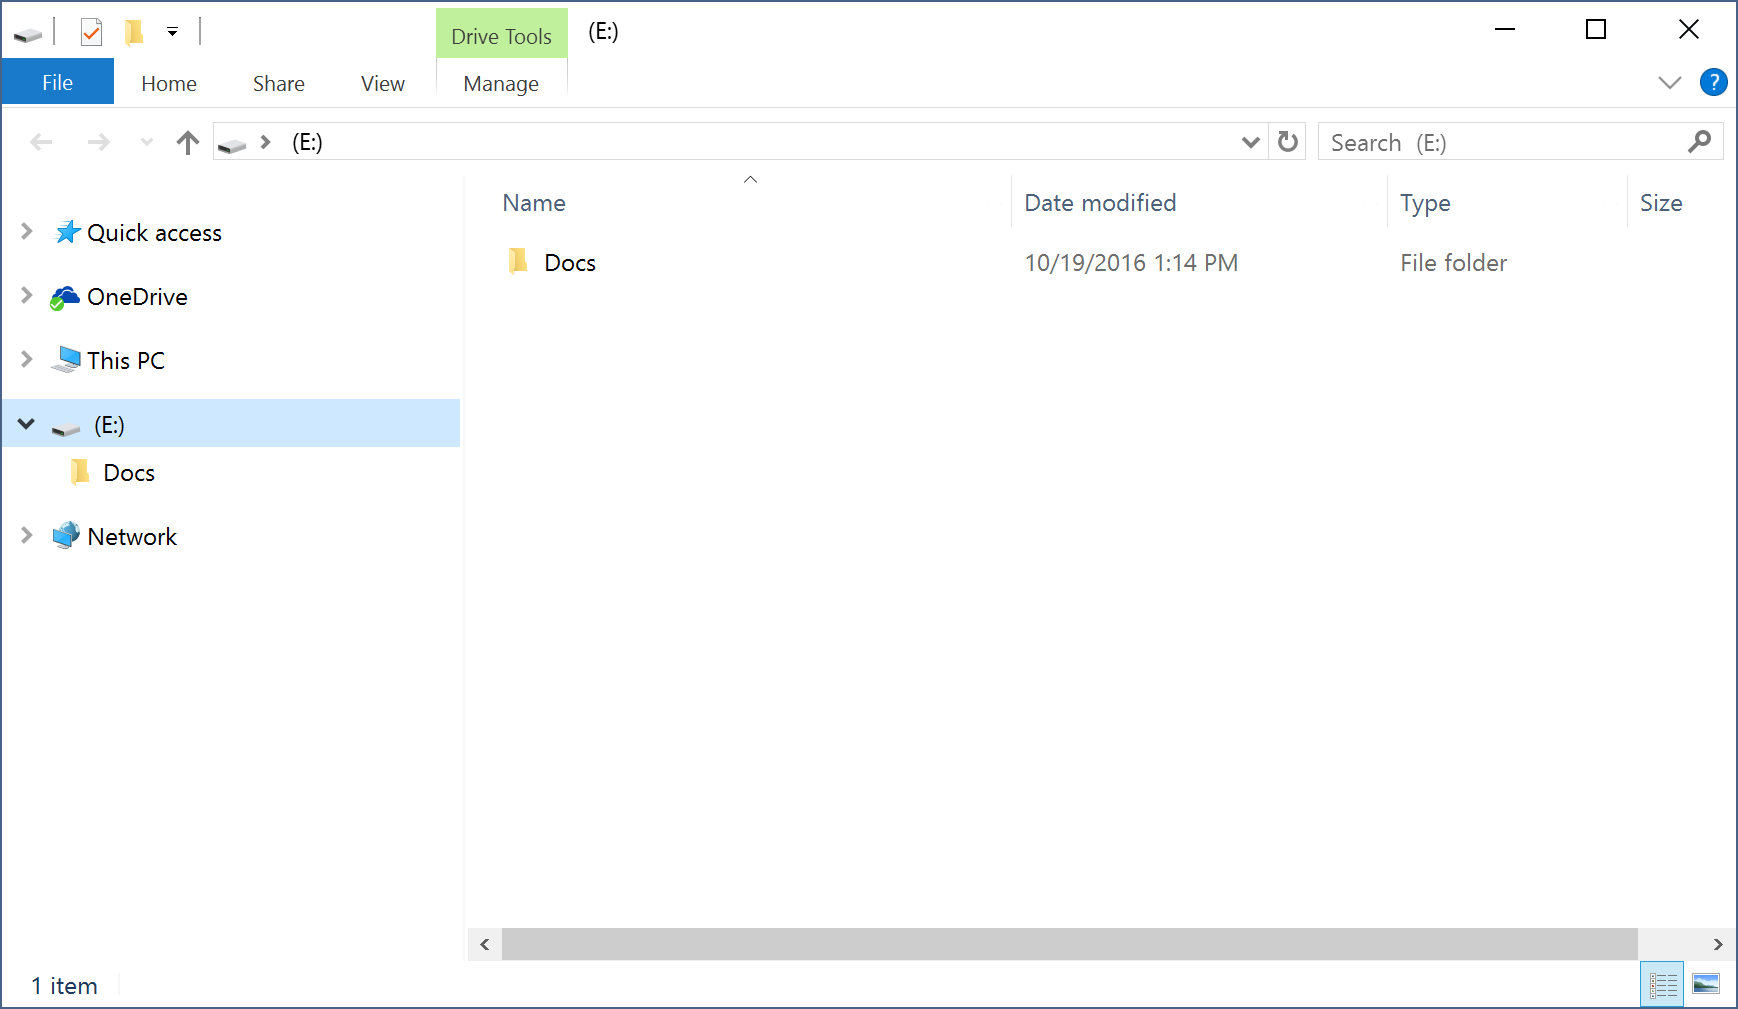 Drive Tools
(E:)
File
Home
Share
View
Manage
?
(E:)
Search (E:)
Name
Date modified
Type
Size
Quick access
Docs
10/19/2016 1:14 PM
File folder
OneDrive
This PC
(E:)
Docs
Network
1 item